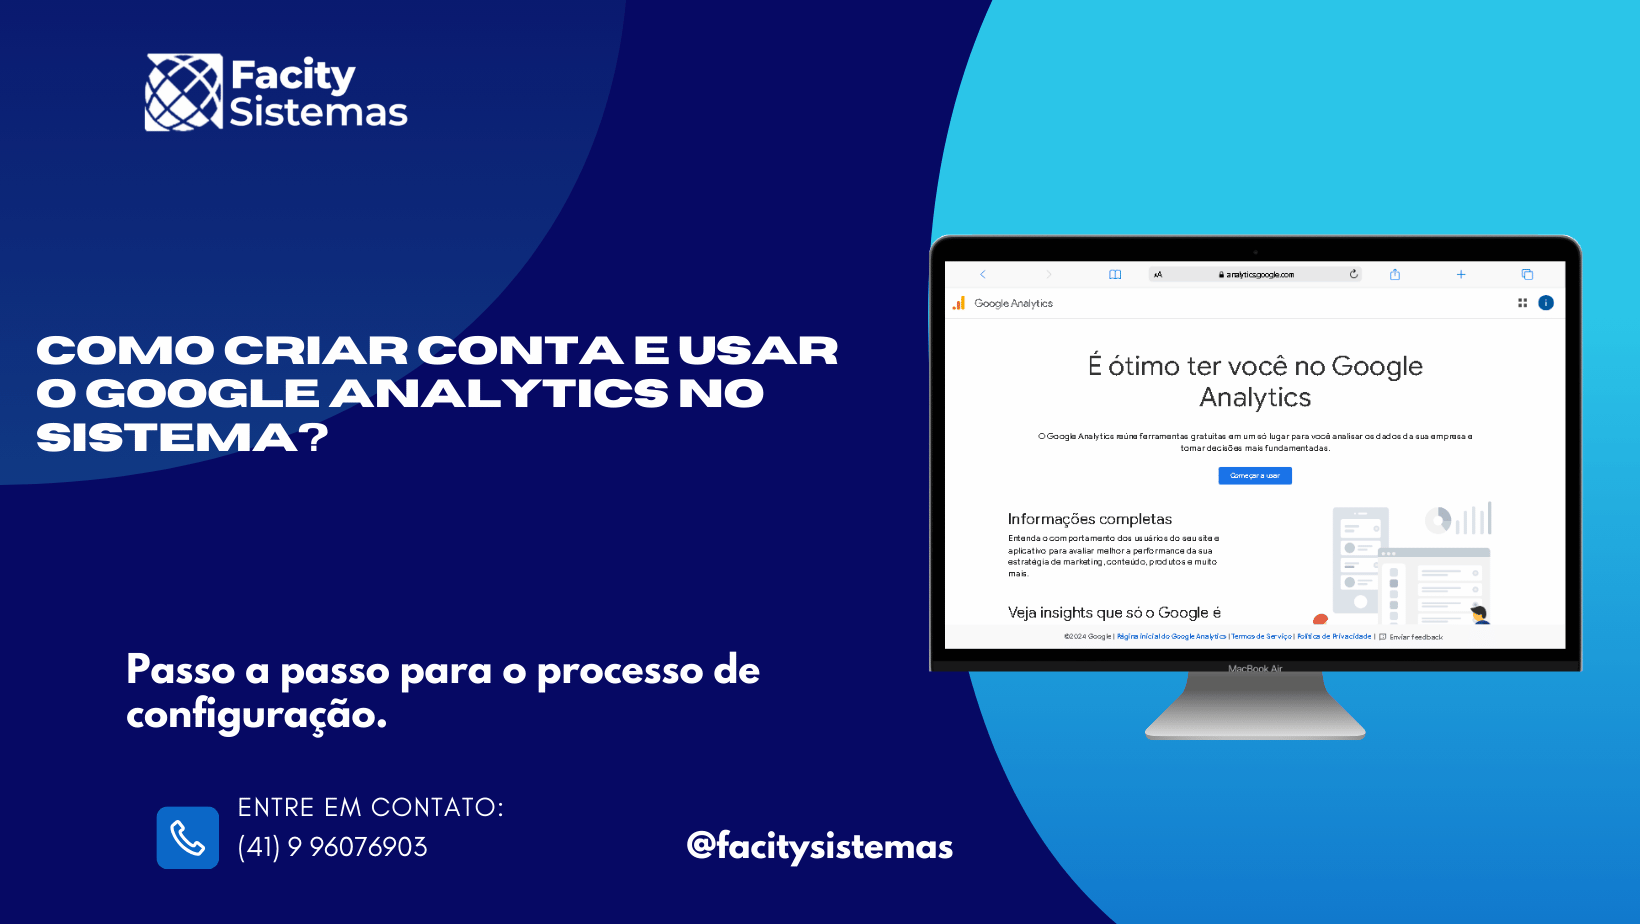 Facity
Sistemas
COMO CRIAR CONTA E USAR
O GOOGLE ANALYTICS NO
SISTEMA?
Passo a passo para o processo de
configuração.
ENTRE EM CONTATO:
(41) 9 96076903
@facitysistemas
AA analytics.google.com
Google Analytics
É ótimo ter você no Google
Analytics
O Google Analytics reúne ferramentas gratuitas em um só lugar para você analisar os dados da sua empresa e
tomar decisões mais fundamentadas.
Começar a usar
Informações completas
Entenda o comportamento dos usuários do seu site e
aplicativo para avaliar melhor a performance da sua
estratégia de marketing, conteúdo, produtos e muito
mais.
Veja insights que só o Google é
©2024 Google | Página inicial do Google Analytics | Termos de Serviço | Política de Privacidade | Enviar feedback
MacBook Air